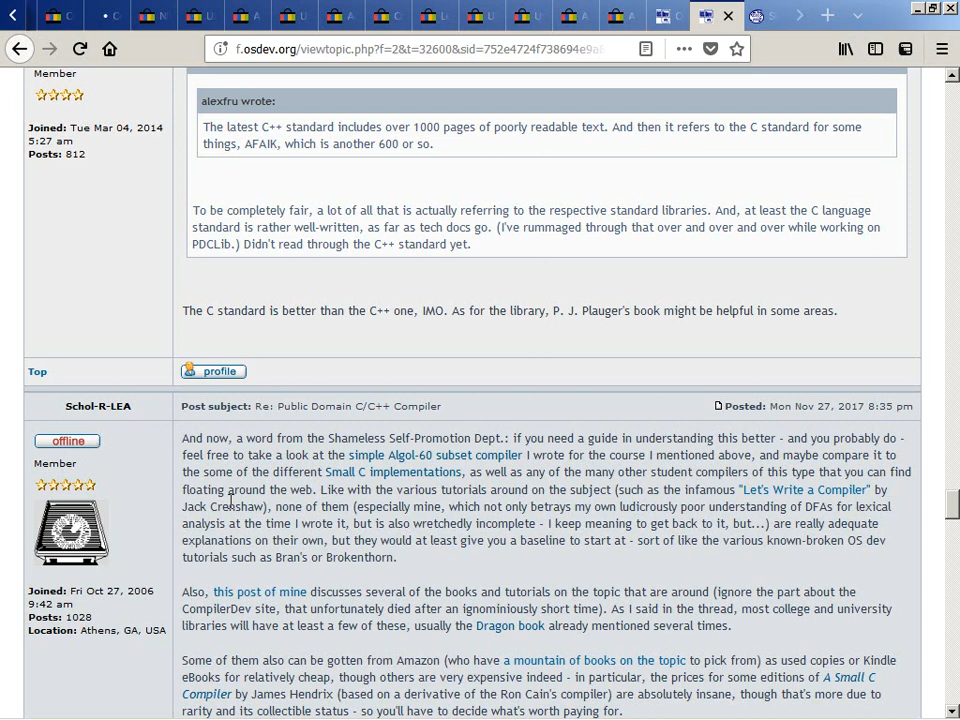 f.osdev.org/viewtopic.php?f=2&t=32600&sid=752e4724f738694e9a
Member
Joined: Tue Mar 04, 2014
5:27 am
Posts: 812
alexfru wrote:
The latest C++ standard includes over 1000 pages of poorly readable text. And then it refers to the C standard for some
things, AFAIK, which is another 600 or so.
To be completely fair, a lot of all that is actually referring to the respective standard libraries. And, at least the C language
standard is rather well-written, as far as tech docs go. (I've rummaged through that over and over and over while working on
PDCLib.) Didn't read through the C++ standard yet.
The C standard is better than the C++ one, IMO. As for the library, P. J. Plauger's book might be helpful in some areas.
Top
profile
Schol-R-LEA
Post subject: Re: Public Domain C/C++ Compiler
Posted: Mon Nov 27, 2017 8:35 pm
offline
Member
Joined: Fri Oct 27, 2006
9:42 am
Posts: 1028
Location: Athens, GA, USA
And now, a word from the Shameless Self-Promotion Dept.: if you need a guide in understanding this better - and you probably do -
feel free to take a look at the simple Algol-60 subset compiler I wrote for the course I mentioned above, and maybe compare it to
the some of the different Small C implementations, as well as any of the many other student compilers of this type that you can find
floating around the web. Like with the various tutorials around on the subject (such as the infamous "Let's Write a Compiler" by
Jack Crenshaw), none of them (especially mine, which not only betrays my own ludicrously poor understanding of DFAs for lexical
analysis at the time I wrote it, but is also wretchedly incomplete - I keep meaning to get back to it, but...) are really adequate
explanations on their own, but they would at least give you a baseline to start at - sort of like the various known-broken OS dev
tutorials such as Bran's or Brokenthorn.
Also, this post of mine discusses several of the books and tutorials on the topic that are around (ignore the part about the
CompilerDev site, that unfortunately died after an ignominiously short time). As I said in the thread, most college and university
libraries will have at least a few of these, usually the Dragon book already mentioned several times.
Some of them also can be gotten from Amazon (who have a mountain of books on the topic to pick from) as used copies or Kindle
eBooks for relatively cheap, though others are very expensive indeed - in particular, the prices for some editions of A Small C
Compiler by James Hendrix (based on a derivative of the Ron Cain's compiler) are absolutely insane, though that's more due to
rarity and its collectible status - so you'll have to decide what's worth paying for.